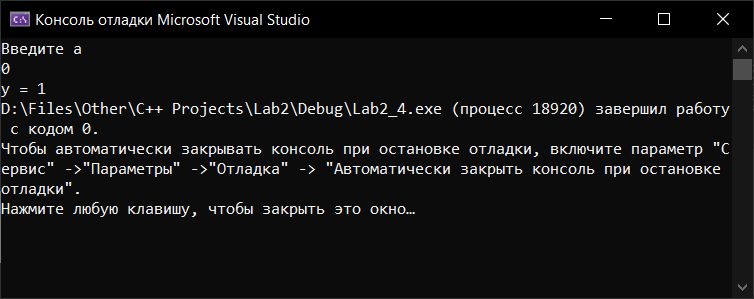 C:\
Консоль отладки Microsoft Visual Studio
Введите a
0
y = 1
D:\Files\Other\C++ Projects\Lab2\Debug\Lab2_4.exe (процесс 18920) завершил работу
с кодом 0.
Чтобы автоматически закрывать консоль при остановке отладки, включите параметр "С
ервис" ->"Параметры" ->"Отладка" -> "Автоматически закрыть консоль при остановке
отладки".
Нажмите любую клавишу, чтобы закрыть это окно…